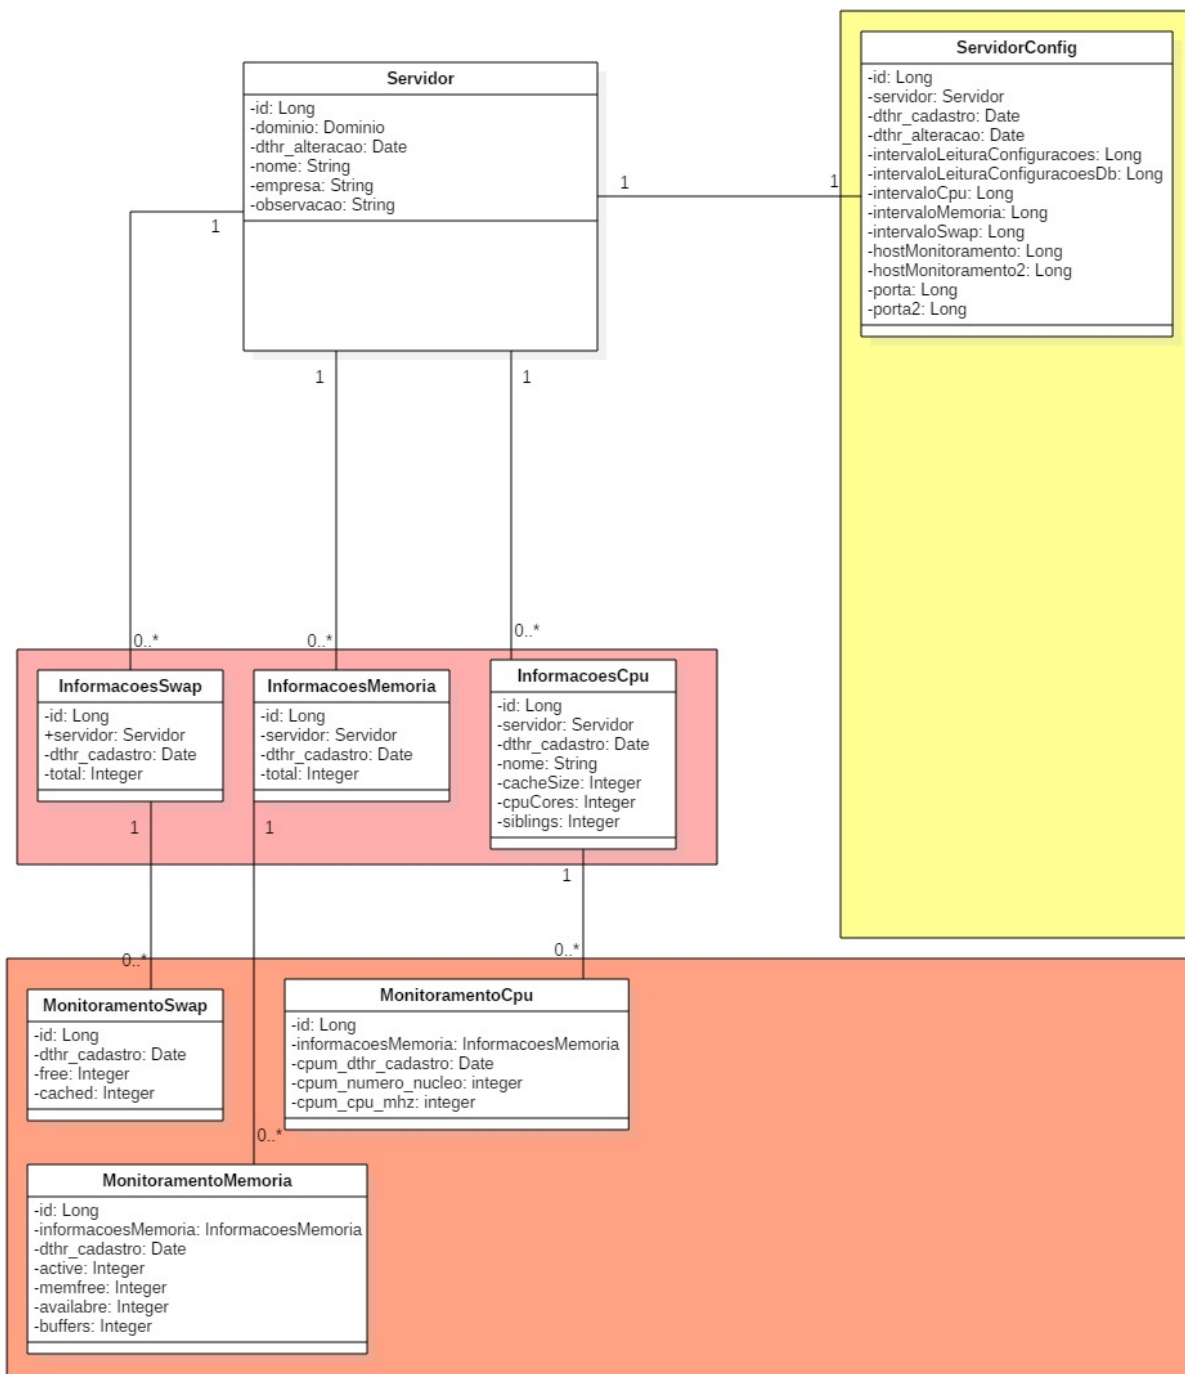 Servidor
-id: Long
-dominio: Dominio
-dthr_alteracao: Date
-nome: String
-empresa: String
-observacao: String
ServidorConfig
-id: Long
-servidor: Servidor
-dthr_cadastro: Date
-dthr_alteracao: Date
-intervaloLeituraConfiguracoes: Long
-intervaloLeituraConfiguracoesDb: Long
-intervaloCpu: Long
-intervaloMemoria: Long
-intervaloSwap: Long
-hostMonitoramento: Long
-hostMonitoramento2: Long
-porta: Long
-porta2: Long
1
1
1
1
1
0..*
0..*
0..*
InformacoesSwap
-id: Long
+servidor: Servidor
-dthr_cadastro: Date
-total: Integer
InformacoesMemoria
-id: Long
-servidor: Servidor
-dthr_cadastro: Date
-total: Integer
InformacoesCpu
-id: Long
-servidor: Servidor
-dthr_cadastro: Date
-nome: String
-cacheSize: Integer
-cpuCores: Integer
-siblings: Integer
1
1
1
0..*
0..*
MonitoramentoSwap
-id: Long
-dthr_cadastro: Date
-free: Integer
-cached: Integer
MonitoramentoCpu
-id: Long
-informacoesMemoria: InformacoesMemoria
-cpum_dthr_cadastro: Date
-cpum_numero_nucleo: integer
-cpum_cpu_mhz: integer
0..*
MonitoramentoMemoria
-id: Long
-informacoesMemoria: InformacoesMemoria
-dthr_cadastro: Date
-active: Integer
-memfree: Integer
-availabre: Integer
-buffers: Integer